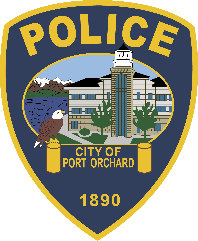 POLICE
CITY OF
PORT ORCHARD
1890